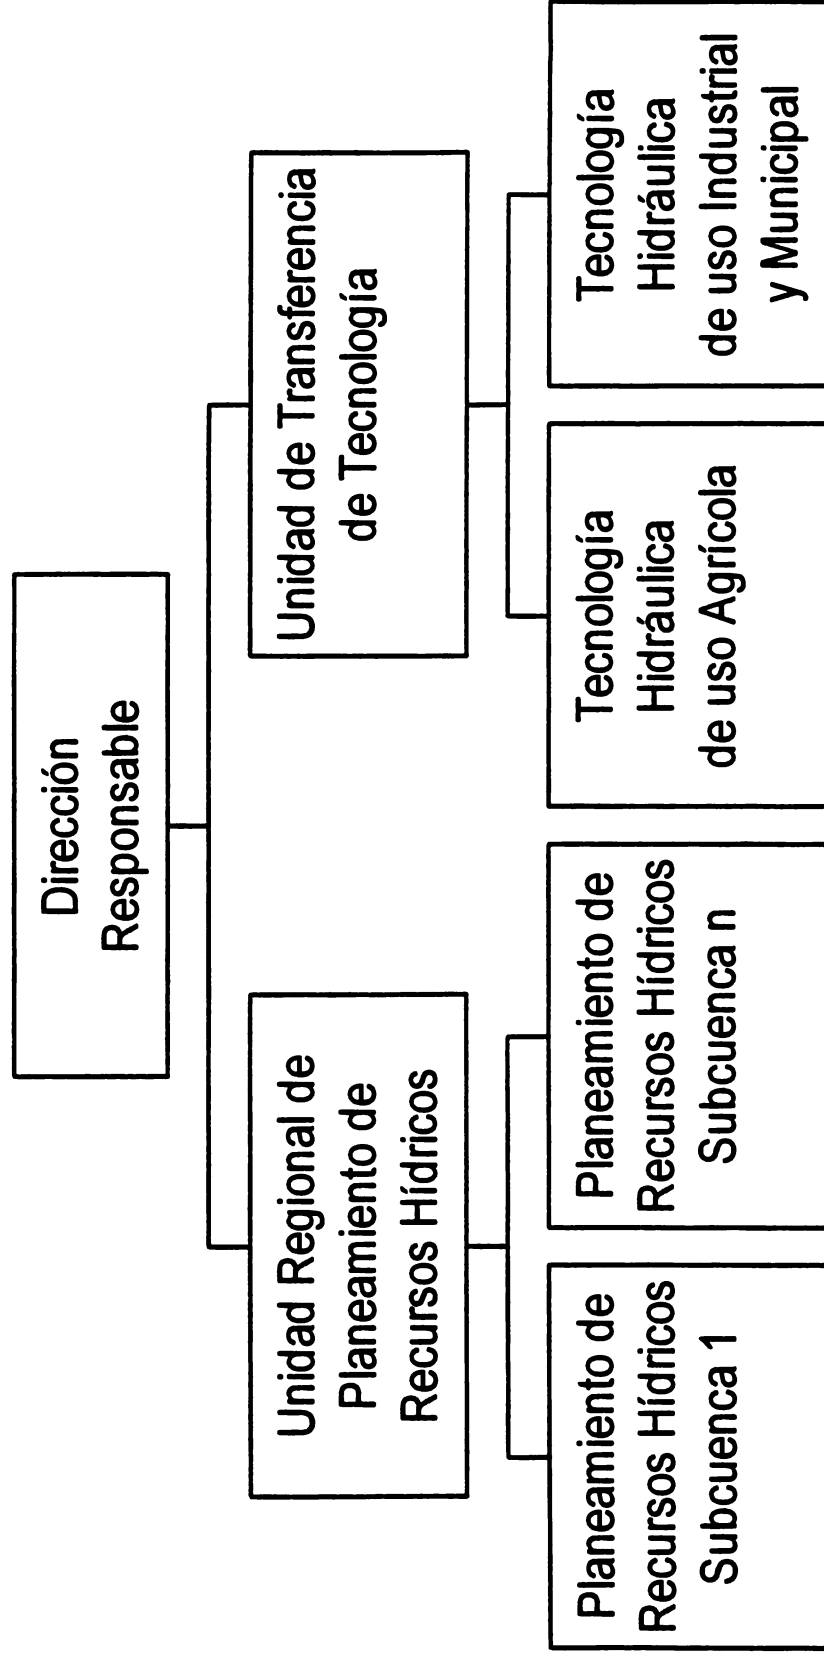 Dirección
Responsable
Unidad Regional de
Planeamiento de
Recursos Hídricos
Unidad de Transferencia
de Tecnología
Planeamiento de
Recursos Hídricos
Subcuenca 1
Planeamiento de
Recursos Hídricos
Subcuenca n
Tecnología
Hidráulica
de uso Agrícola
Tecnología
Hidráulica
de uso Industrial
y Municipal